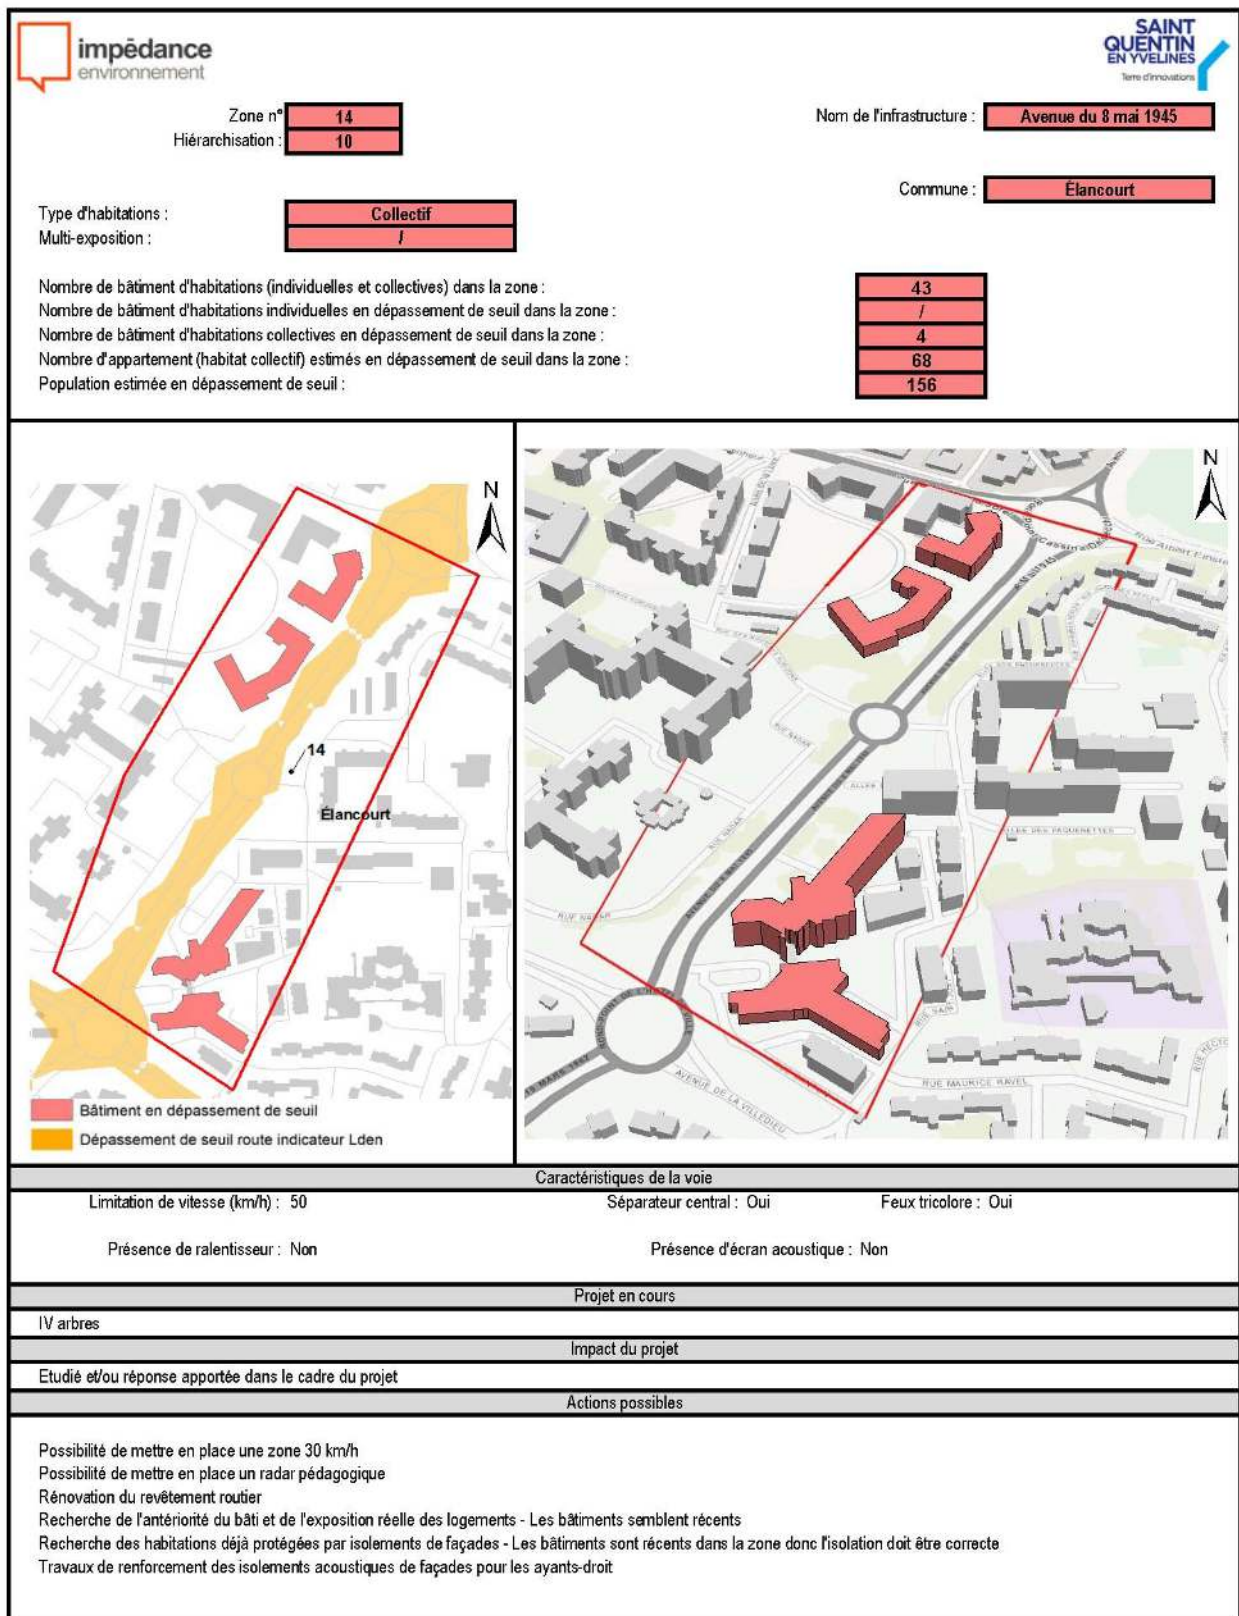 impēdance
environnement
SAINT
QUENTIN
EN YVELINES
Terre d'innovations
Zone n° 14
Hiérarchisation : 10
Nom de l'infrastructure : Avenue du 8 mai 1945
Commune : Élancourt
Type d'habitations : Collectif
Multi-exposition : /
Nombre de bâtiment d'habitations (individuelles et collectives) dans la zone : 43
Nombre de bâtiment d'habitations individuelles en dépassement de seuil dans la zone : /
Nombre de bâtiment d'habitations collectives en dépassement de seuil dans la zone : 4
Nombre d'appartement (habitat collectif) estimés en dépassement de seuil dans la zone : 68
Population estimée en dépassement de seuil : 156
N
14
Élancourt
Bâtiment en dépassement de seuil
Dépassement de seuil route indicateur Lden
N
RUE NADAR
RUE NADAR
RUE NADAR
ALLÉE
ALLÉE DES PAQUERETTES
AVENUE DE LA VILLEDIEU
RUE MAURICE RAVEL
Caractéristiques de la voie
Limitation de vitesse (km/h) : 50
Séparateur central : Oui
Feux tricolore : Oui
Présence de ralentisseur : Non
Présence d'écran acoustique : Non
Projet en cours
IV arbres
Impact du projet
Etudié et/ou réponse apportée dans le cadre du projet
Actions possibles
Possibilité de mettre en place une zone 30 km/h
Possibilité de mettre en place un radar pédagogique
Rénovation du revêtement routier
Recherche de l'antériorité du bâti et de l'exposition réelle des logements - Les bâtiments semblent récents
Recherche des habitations déjà protégées par isolements de façades - Les bâtiments sont récents dans la zone donc l'isolation doit être correcte
Travaux de renforcement des isolements acoustiques de façades pour les ayants-droit